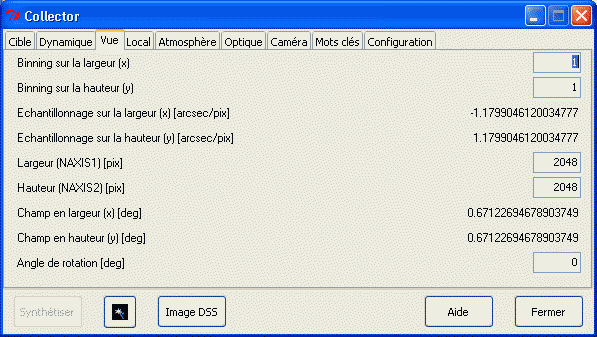 Collector
Cible Dynamique Vue Local Atmosphère Optique Caméra Mots clés Configuration
Binning sur la largeur (x) 1
Binning sur la hauteur (y) 1
Echantillonnage sur la largeur (x) [arcsec/pix] -1.1799046120034777
Echantillonnage sur la hauteur (y) [arcsec/pix] 1.1799046120034777
Largeur (NAXIS1) [pix] 2048
Hauteur (NAXIS2) [pix] 2048
Champ en largeur (x) [deg] 0.67122694678903749
Champ en hauteur (y) [deg] 0.67122694678903749
Angle de rotation [deg] 0
Synthétiser Image DSS Aide Fermer